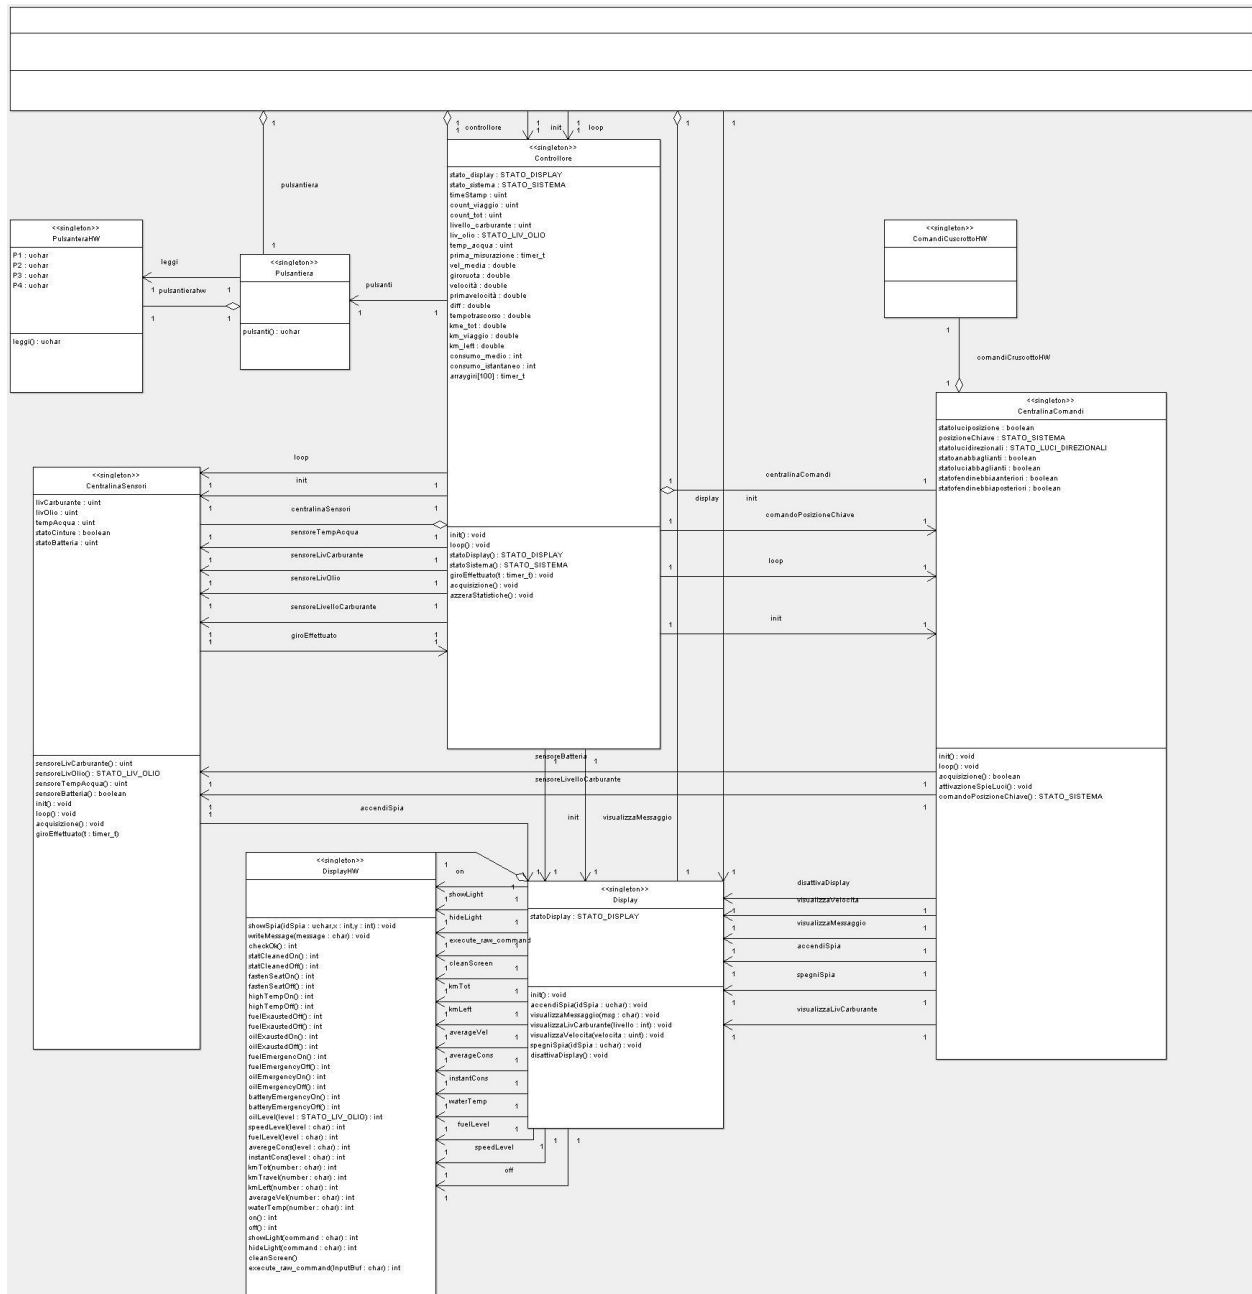 controllore
init
loop
pulsantiera
<<singleton>>
Controllore
stato_display : STATO_DISPLAY
stato_sistema : STATO_SISTEMA
timeStamp : uint
count_viaggio : uint
count_tot : uint
livello_carburante : uint
liv_olio : STATO_LIV_OLIO
temp_acqua : uint
prima_misurazione : timer_t
vel_media : double
giroruota : double
velocità : double
primavelocità : double
diff : double
tempotrascorso : double
kme_tot : double
km_viaggio : double
km_left : double
consumo_medio : int
consumo_istantaneo : int
arraygiri[100] : timer_t
init() : void
loop() : void
statoDisplay() : STATO_DISPLAY
statoSistema() : STATO_SISTEMA
giroEffettuato(t : timer_t) : void
acquisizione() : void
azzeraStatistiche() : void
<<singleton>>
PulsanteraHW
P1 : uchar
P2 : uchar
P3 : uchar
P4 : uchar
leggi() : uchar
leggi
pulsantierahw
<<singleton>>
Pulsantiera
pulsanti() : uchar
pulsanti
<<singleton>>
ComandiCuscrottoHW
comandiCruscottoHW
<<singleton>>
CentralinaComandi
statoluciposizione : boolean
posizioneChiave : STATO_SISTEMA
statolucidirezionali : STATO_LUCI_DIREZIONALI
statoanabbaglianti : boolean
statoluciabbaglianti : boolean
statofendinebbiaanteriori : boolean
statofendinebbiaposteriori : boolean
init() : void
loop() : void
acquisizione() : boolean
attivazioneSpieLuci() : void
comandoPosizioneChiave() : STATO_SISTEMA
<<singleton>>
CentralinaSensori
livCarburante : uint
livOlio : uint
tempAcqua : uint
statoCinture : boolean
statoBatteria : uint
sensoreLivCarburante() : uint
sensoreLivOlio() : STATO_LIV_OLIO
sensoreTempAcqua() : uint
sensoreBatteria() : boolean
init() : void
loop() : void
acquisizione() : void
giroEffettuato(t : timer_t)
loop
init
centralinaSensori
sensoreTempAcqua
sensoreLivCarburante
sensoreLivOlio
sensoreLivelloCarburante
giroEffettuato
centralinaComandi
display
init
comandoPosizioneChiave
loop
init
sensoreBatteria
sensoreLivelloCarburante
accendiSpia
init
visualizzaMessaggio
<<singleton>>
DisplayHW
showSpia(idSpia : uchar,x : int,y : int) : void
writeMessage(message : char) : void
checkOk() : int
statCleanedOn() : int
statCleanedOff() : int
fastenSeatOn() : int
fastenSeatOff() : int
highTempOn() : int
highTempOff() : int
fuelExaustedOff() : int
fuelExaustedOff() : int
oilExaustedOn() : int
oilExaustedOff() : int
fuelEmergencOn() : int
fuelEmergencyOff() : int
oilEmergencyOn() : int
oilEmergencyOff() : int
batteryEmergencyOn() : int
batteryEmergencyOff() : int
oilLevel(level : STATO_LIV_OLIO) : int
speedLevel(level : char) : int
fuelLevel(level : char) : int
averegeCons(level : char) : int
instantCons(level : char) : int
kmTot(number : char) : int
kmTravel(number : char) : int
kmLeft(number : char) : int
averageVel(number : char) : int
waterTemp(number : char) : int
on() : int
off() : int
showLight(command : char) : int
hideLight(command : char) : int
cleanScreen()
execute_raw_command(InputBuf : char) : int
on
showLight
hideLight
execute_raw_command
cleanScreen
kmTot
kmLeft
averageVel
averageCons
instantCons
waterTemp
fuelLevel
speedLevel
off
<<singleton>>
Display
statoDisplay : STATO_DISPLAY
init() : void
accendiSpia(idSpia : uchar) : void
visualizzaMessaggio(msg : char) : void
visualizzaLivCarburante(livello : int) : void
visualizzaVelocita(velocita : uint) : void
spegniSpia(idSpia : uchar) : void
disattivaDisplay() : void
disattivaDisplay
visualizzaVelocita
visualizzaMessaggio
accendiSpia
spegniSpia
visualizzaLivCarburante